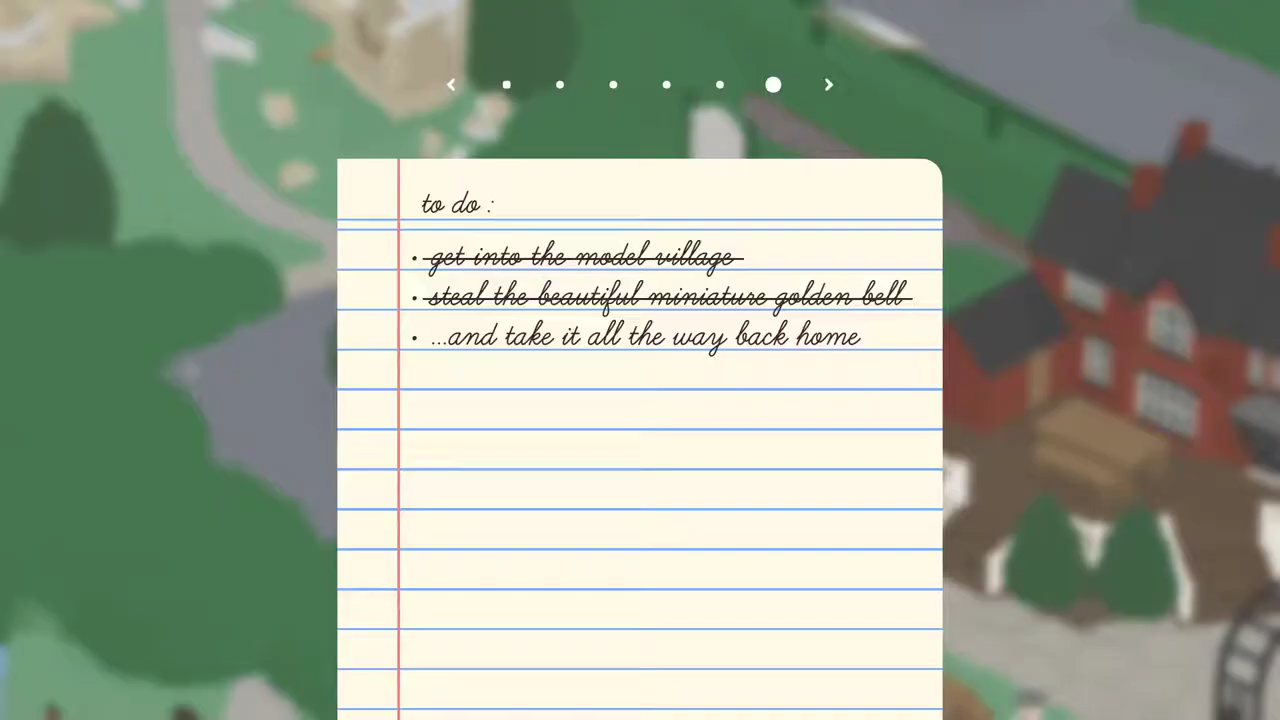 to do :
• get into the model village
• steal the beautiful miniature golden bell
• ...and take it all the way back home